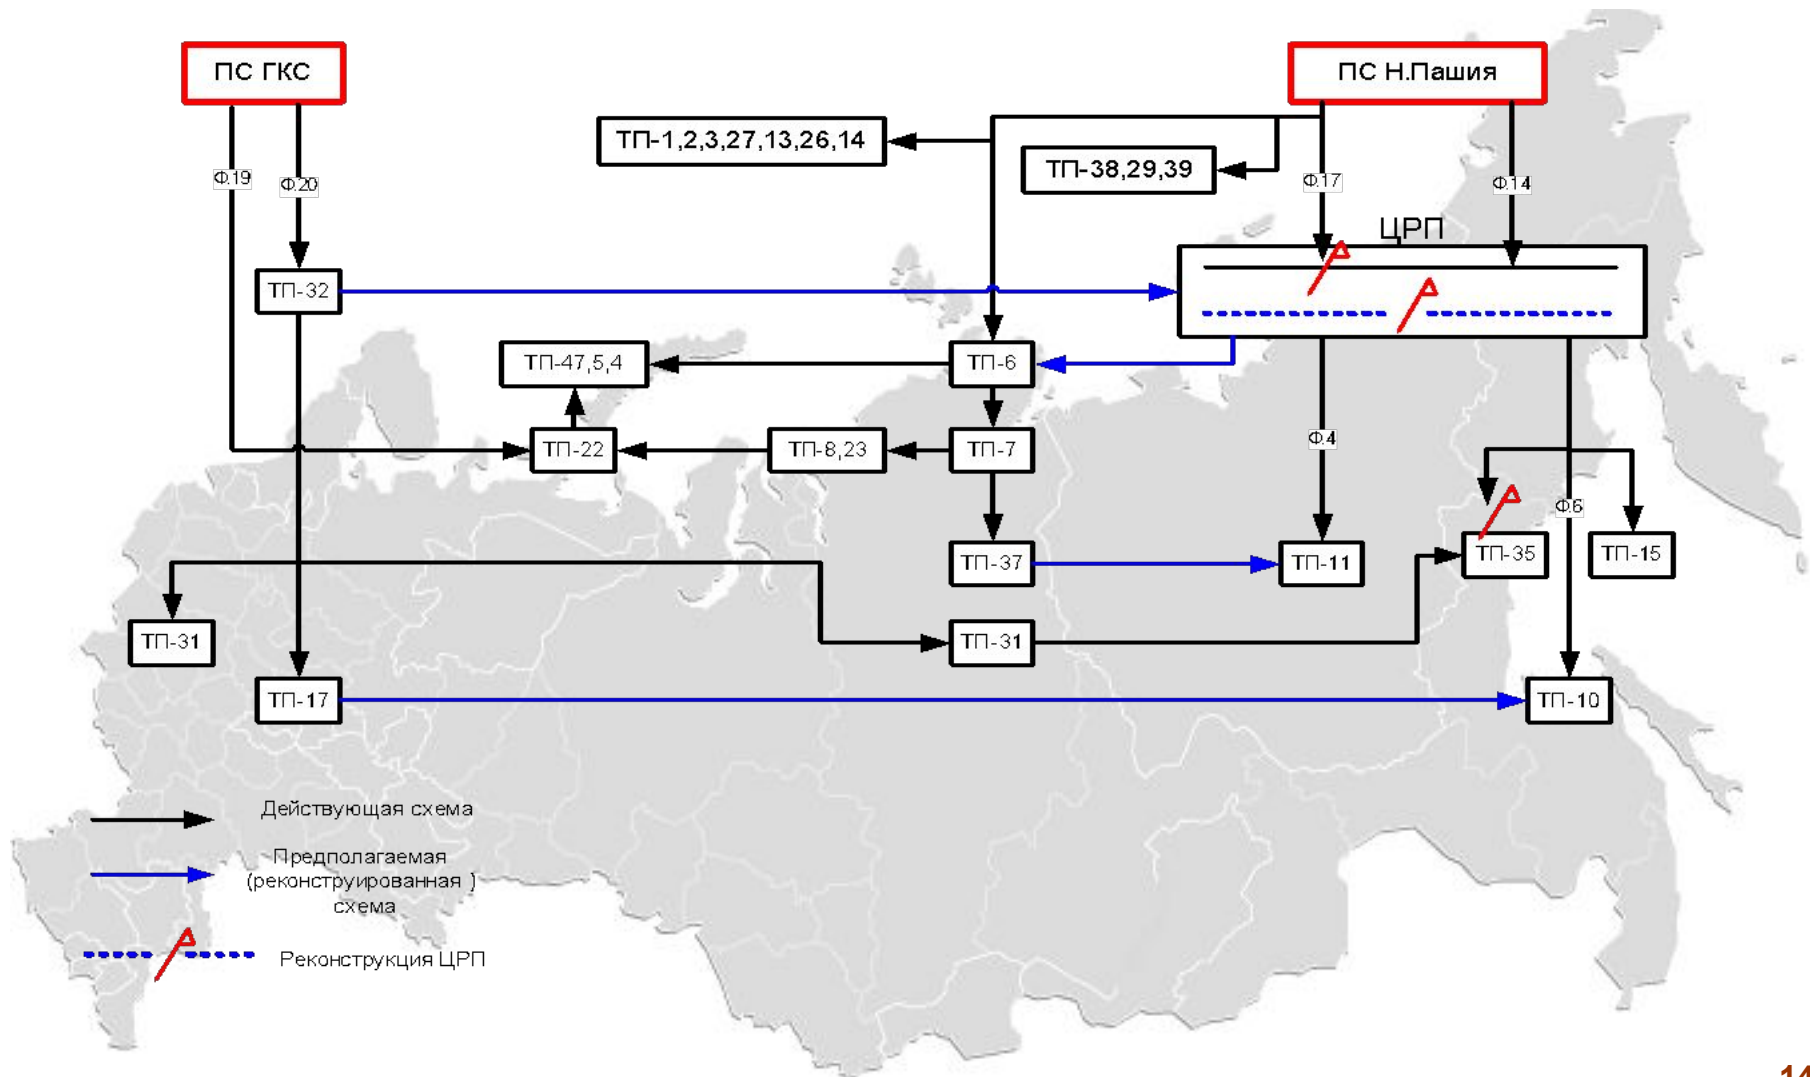 ПС ГКС
ПС Н.Пашия
ТП-1,2,3,27,13,26,14
ТП-38,29,39
Ф.19
Ф.20
Ф.17
Ф.14
ЦРП
ТП-32
ТП-47,5,4
ТП-6
ТП-22
ТП-8,23
ТП-7
Ф.4
Ф.6
ТП-37
ТП-11
ТП-35
ТП-15
ТП-31
ТП-31
ТП-17
ТП-10
Действующая схема
Предполагаемая
(реконструированная )
схема
Реконструкция ЦРП
14